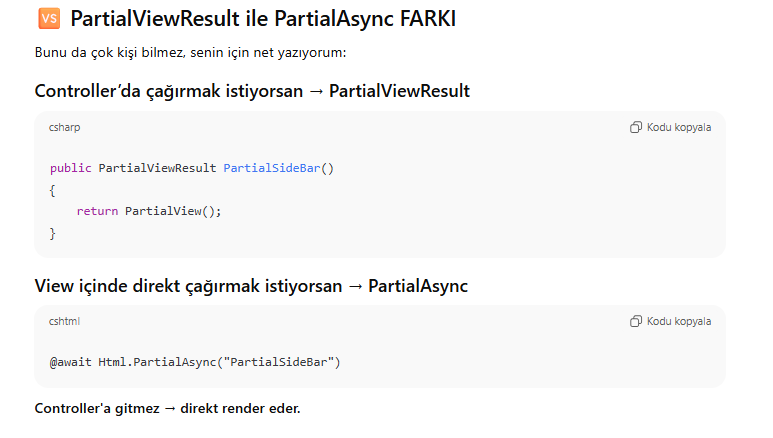 VS PartialViewResult ile PartialAsync FARKI
Bunu da çok kişi bilmez, senin için net yazıyorum:
Controller’da çağırmak istiyorsan → PartialViewResult
csharp Kodu kopyala
public PartialViewResult PartialSideBar()
{
return PartialView();
}
View içinde direkt çağırmak istiyorsan → PartialAsync
cshtml Kodu kopyala
@await Html.PartialAsync("PartialSideBar")
Controller'a gitmez → direkt render eder.